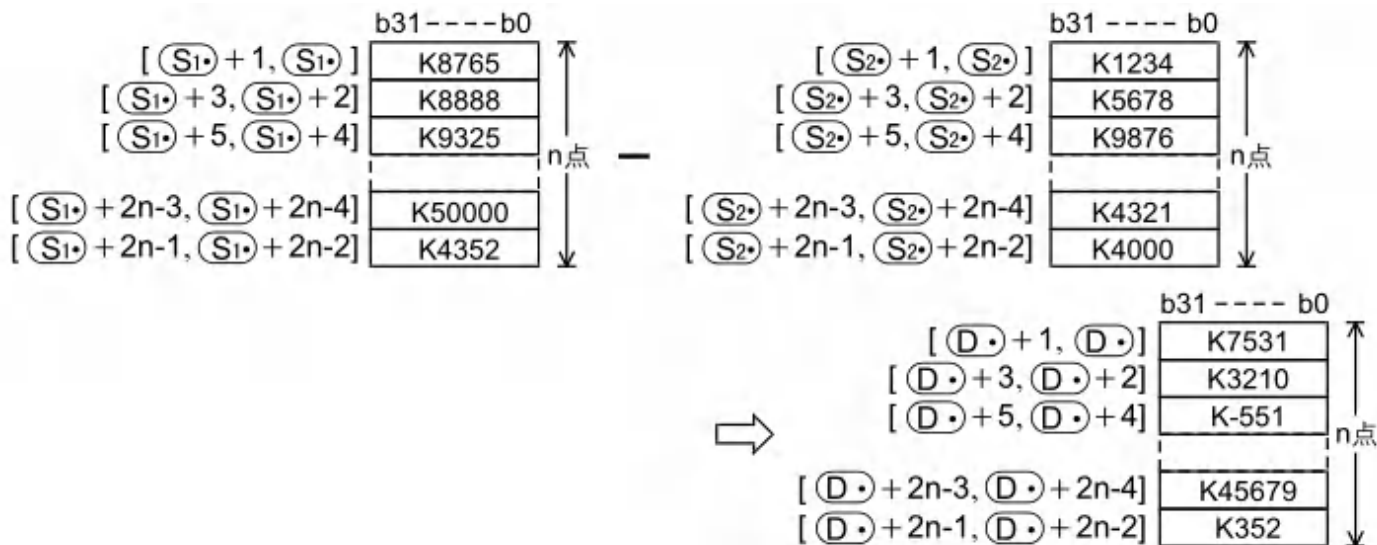 b31 - - - - b0 b31 - - - - b0
[ (S1•) + 1, (S1•) ] K8765 [ (S2•) + 1, (S2•) ] K1234
[ (S1•) + 3, (S1•) + 2] K8888 [ (S2•) + 3, (S2•) + 2] K5678
[ (S1•) + 5, (S1•) + 4] K9325 [ (S2•) + 5, (S2•) + 4] K9876
n点 − n点
[ (S1•) + 2n-3, (S1•) + 2n-4] K50000 [ (S2•) + 2n-3, (S2•) + 2n-4] K4321
[ (S1•) + 2n-1, (S1•) + 2n-2] K4352 [ (S2•) + 2n-1, (S2•) + 2n-2] K4000
b31 - - - - b0
[ (D •) + 1, (D •) ] K7531
[ (D •) + 3, (D •) + 2] K3210
[ (D •) + 5, (D •) + 4] K-551
⇒ n点
[ (D •) + 2n-3, (D •) + 2n-4] K45679
[ (D •) + 2n-1, (D •) + 2n-2] K352